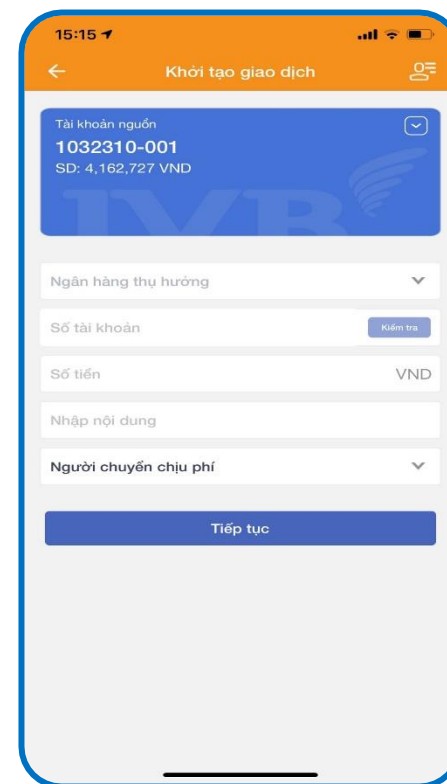 15:15
Khởi tạo giao dịch
Tài khoản nguồn
1032310-001
SD: 4,162,727 VND
IVB
Ngân hàng thụ hưởng
Số tài khoản Kiểm tra
Số tiền VND
Nhập nội dung
Người chuyển chịu phí
Tiếp tục